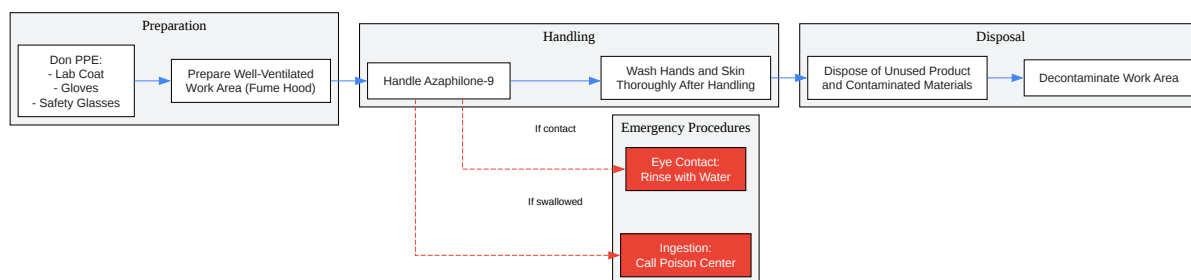 Preparation
Don PPE:
- Lab Coat
- Gloves
- Safety Glasses
Prepare Well-Ventilated
Work Area (Fume Hood)
Handling
Handle Azaphilone-9
Wash Hands and Skin
Thoroughly After Handling
Disposal
Dispose of Unused Product
and Contaminated Materials
Decontaminate Work Area
If contact
If swallowed
Emergency Procedures
Eye Contact:
Rinse with Water
Ingestion:
Call Poison Center